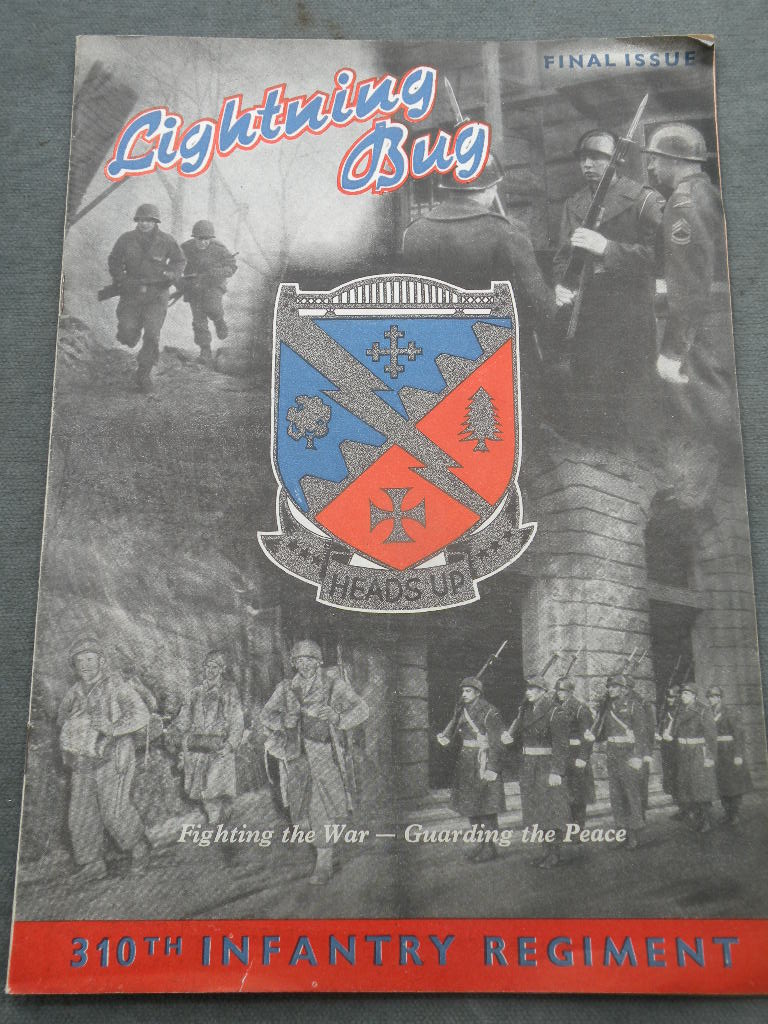 FINAL ISSUE
Lightning
Bug
HEADS UP
Fighting the War — Guarding the Peace
310TH INFANTRY REGIMENT